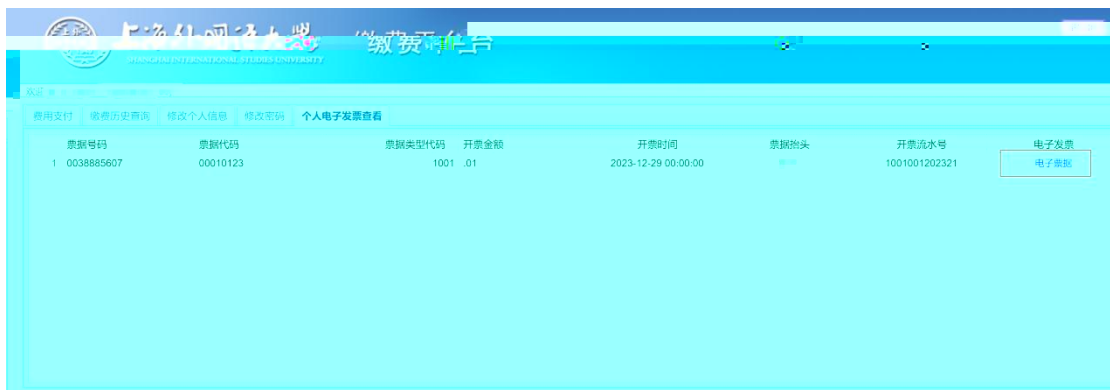 上海外国语大学 缴费平台
SHANGHAI INTERNATIONAL STUDIES UNIVERSITY
费用支付 缴费历史查询 修改个人信息 修改密码 个人电子发票查看
票据号码 票据代码 票据类型代码 开票金额 开票时间 票据抬头 开票流水号 电子发票
1 0038885607 00010123 1001 .01 2023-12-29 00:00:00 1001001202321 电子票据